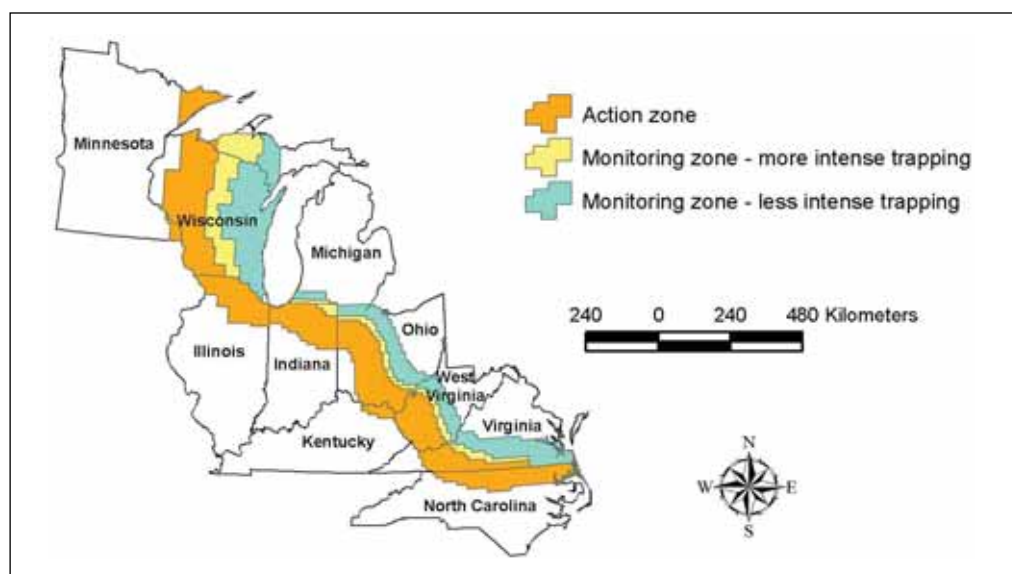 Action zone
Monitoring zone - more intense trapping
Monitoring zone - less intense trapping
Minnesota
Wisconsin
Michigan
240 0 240 480 Kilometers
Ohio
Illinois
Indiana
West
Virginia
Virginia
Kentucky
North Carolina
N
W E
S